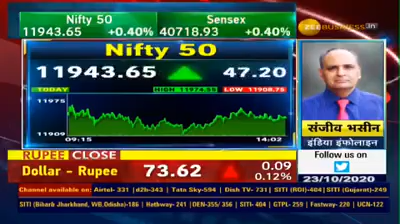 Nifty 50
Sensex
ZEE BUSINESS.in
11943.65
+0.40%
40718.93
+0.40%
Nifty 50
11943.65 ▲ 47.20
11975
TODAY
HIGH 11974.55
LOW 11908.75
11909
09:15
14:02
संजीव भसीन
इंडिया इंफोलाइन
Follow us on
23/10/2020
RUPEE CLOSE
Dollar - Rupee
73.62 ▲ 0.09
0.12%
Channel available on: Airtel- 331 | d2h-343 | Tata Sky-594 | Dish TV- 731 | SITI (ROI)-404 | SITI (Gujarat)-249
SITI (Bihar& Jharkhand, WB,Odisha)-186 | Hathway-241 | DEN-355/ 356 | GTPL-259 | Fastway-220 | UCN-122